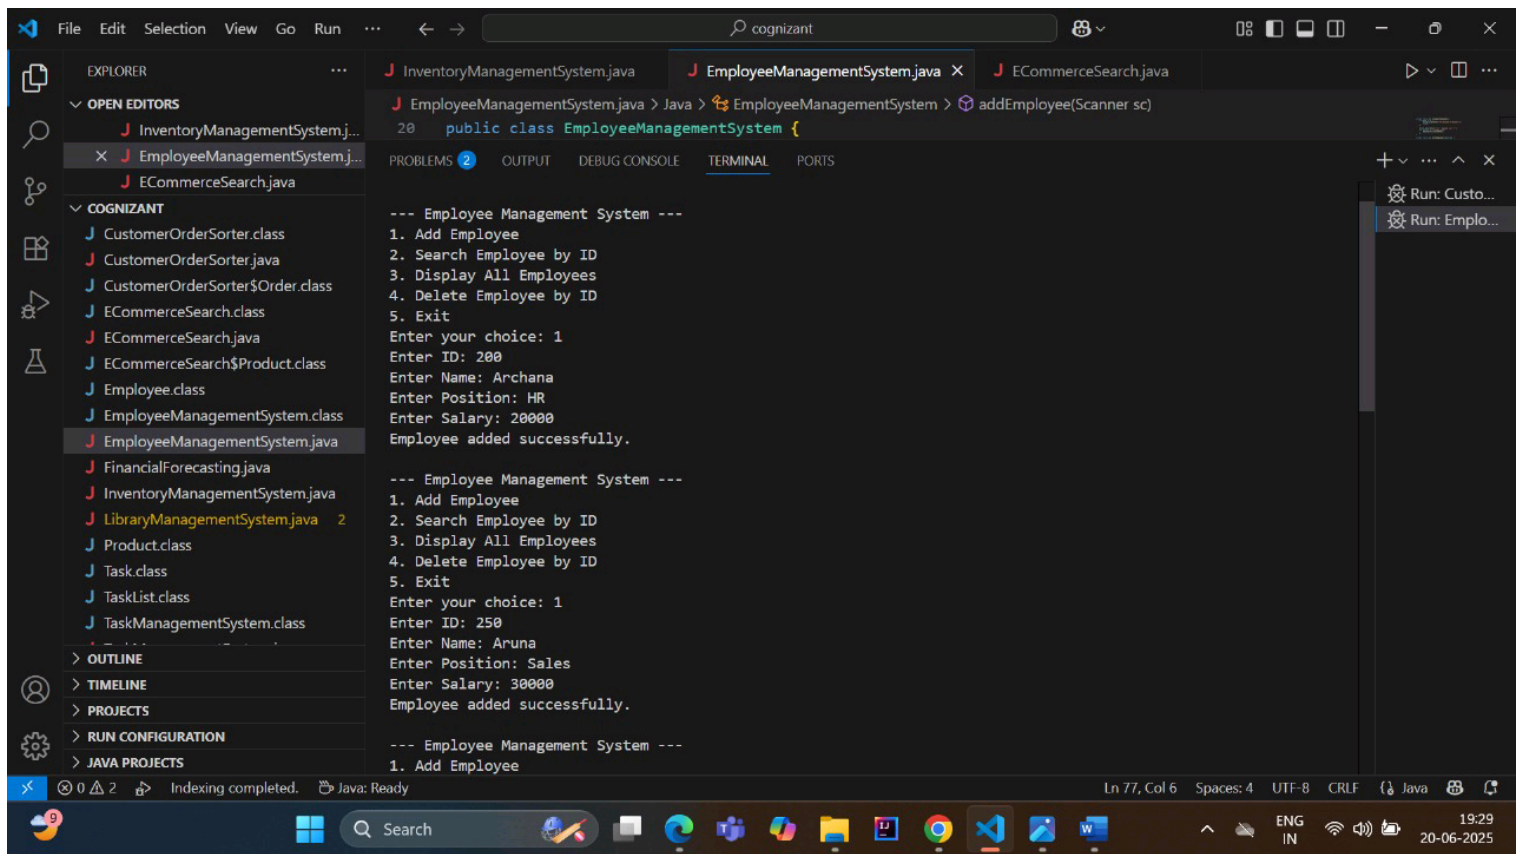 File Edit Selection View Go Run ··· cognizant
EXPLORER ···
OPEN EDITORS
InventoryManagementSystem.j...
EmployeeManagementSystem.j...
ECommerceSearch.java
COGNIZANT
CustomerOrderSorter.class
CustomerOrderSorter.java
CustomerOrderSorter$Order.class
ECommerceSearch.class
ECommerceSearch.java
ECommerceSearch$Product.class
Employee.class
EmployeeManagementSystem.class
EmployeeManagementSystem.java
FinancialForecasting.java
InventoryManagementSystem.java
LibraryManagementSystem.java 2
Product.class
Task.class
TaskList.class
TaskManagementSystem.class
OUTLINE
TIMELINE
PROJECTS
RUN CONFIGURATION
JAVA PROJECTS
InventoryManagementSystem.java EmployeeManagementSystem.java ECommerceSearch.java
EmployeeManagementSystem.java > Java > EmployeeManagementSystem > addEmployee(Scanner sc)
20 public class EmployeeManagementSystem {
PROBLEMS 2 OUTPUT DEBUG CONSOLE TERMINAL PORTS
--- Employee Management System ---
1. Add Employee
2. Search Employee by ID
3. Display All Employees
4. Delete Employee by ID
5. Exit
Enter your choice: 1
Enter ID: 200
Enter Name: Archana
Enter Position: HR
Enter Salary: 20000
Employee added successfully.
--- Employee Management System ---
1. Add Employee
2. Search Employee by ID
3. Display All Employees
4. Delete Employee by ID
5. Exit
Enter your choice: 1
Enter ID: 250
Enter Name: Aruna
Enter Position: Sales
Enter Salary: 30000
Employee added successfully.
--- Employee Management System ---
1. Add Employee
Run: Custo...
Run: Emplo...
0 2 Indexing completed. Java: Ready Ln 77, Col 6 Spaces: 4 UTF-8 CRLF Java
9 Search ENG IN 19:29
20-06-2025